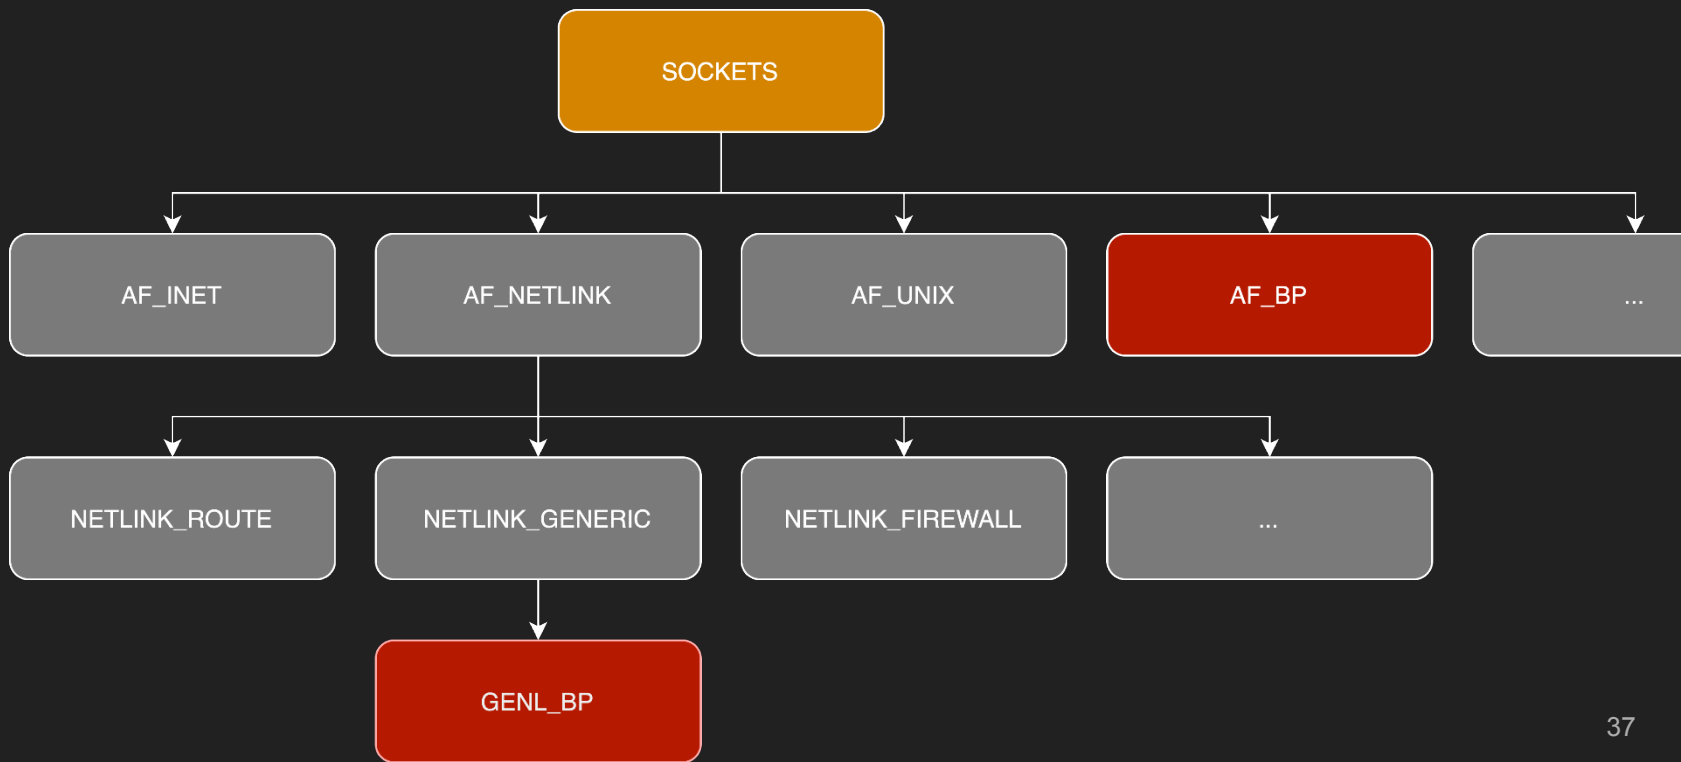 SOCKETS
AF_INET
AF_NETLINK
AF_UNIX
AF_BP
...
NETLINK_ROUTE
NETLINK_GENERIC
NETLINK_FIREWALL
...
GENL_BP
37